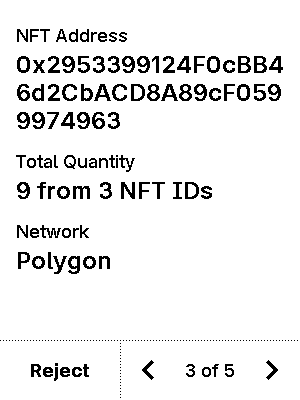 NFT Address
0x2953399124F0cBB4
6d2CbACD8A89cF059
9974963
Total Quantity
9 from 3 NFT IDs
Network
Polygon
Reject
3 of 5